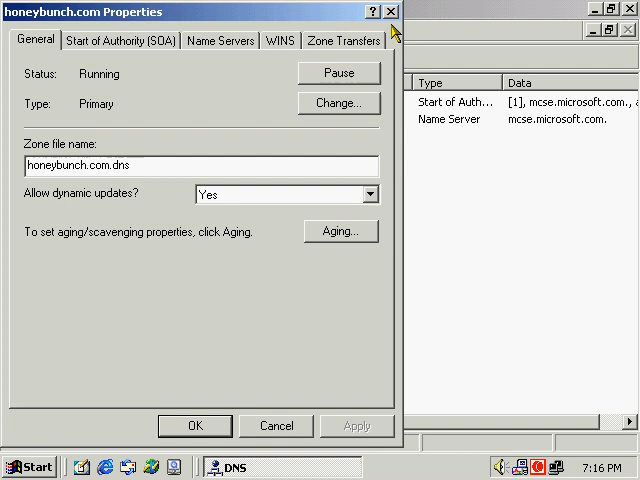 honeybunch.com Properties
General Start of Authority (SOA) Name Servers WINS Zone Transfers
Status: Running Pause
Type: Primary Change...
Zone file name:
honeybunch.com.dns
Allow dynamic updates? Yes
To set aging/scavenging properties, click Aging. Aging...
OK Cancel Apply
Type Data
Start of Auth... [1], mcse.microsoft.com.,
Name Server mcse.microsoft.com.
Start DNS 7:16 PM